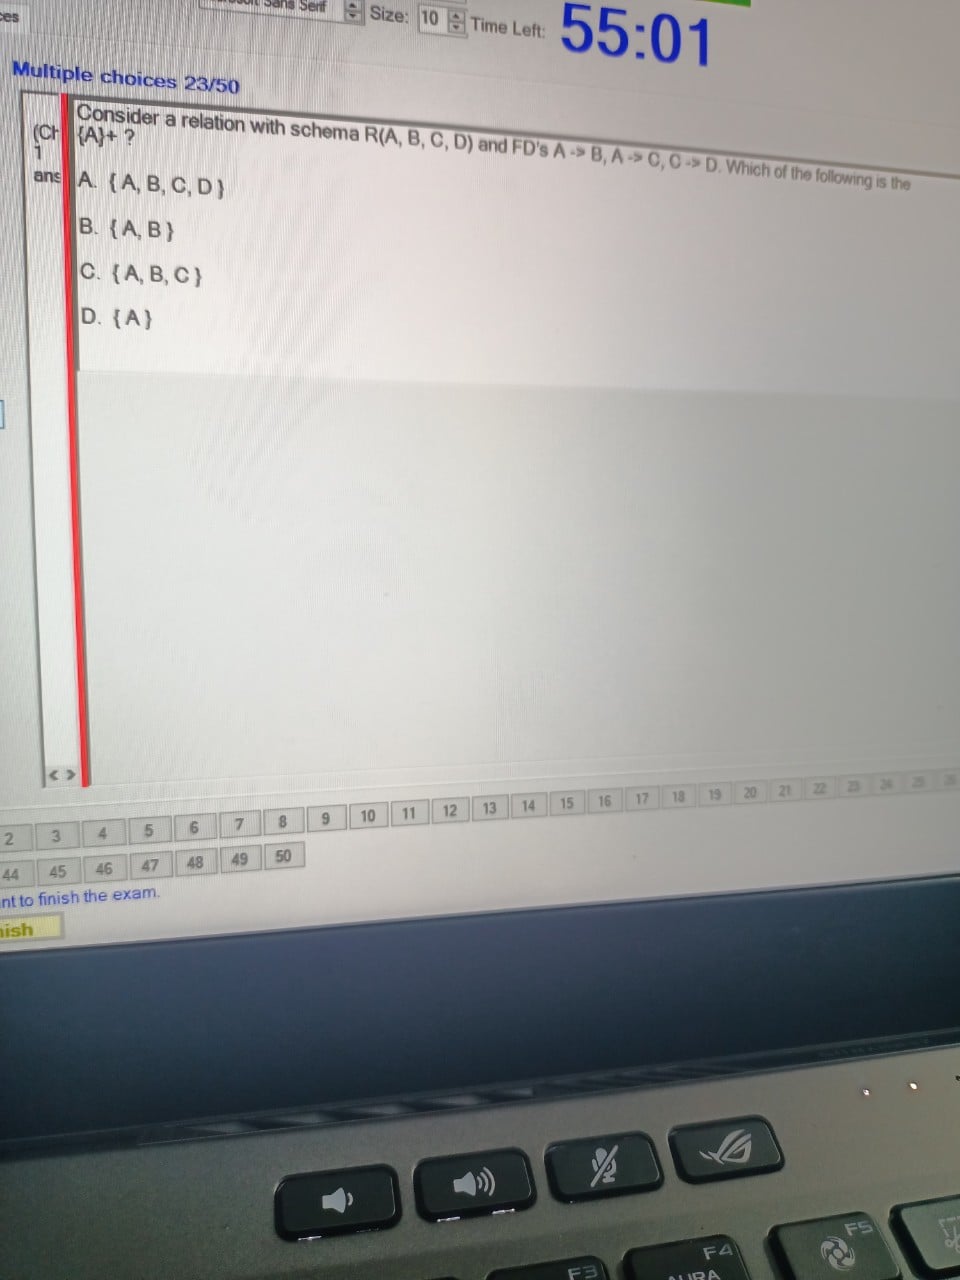 Sans Serif Size: 10 Time Left: 55:01
Multiple choices 23/50
(Ch
1
ans
Consider a relation with schema R(A, B, C, D) and FD's A -> B, A -> C, C -> D. Which of the following is the
{A}+ ?
A. { A, B, C, D }
B. { A, B }
C. { A, B, C }
D. { A }
2 3 4 5 6 7 8 9 10 11 12 13 14 15 16 17 18 19 20 21 22 23 24 25 26
44 45 46 47 48 49 50
nt to finish the exam.
nish
F3 F4 F5
AURA